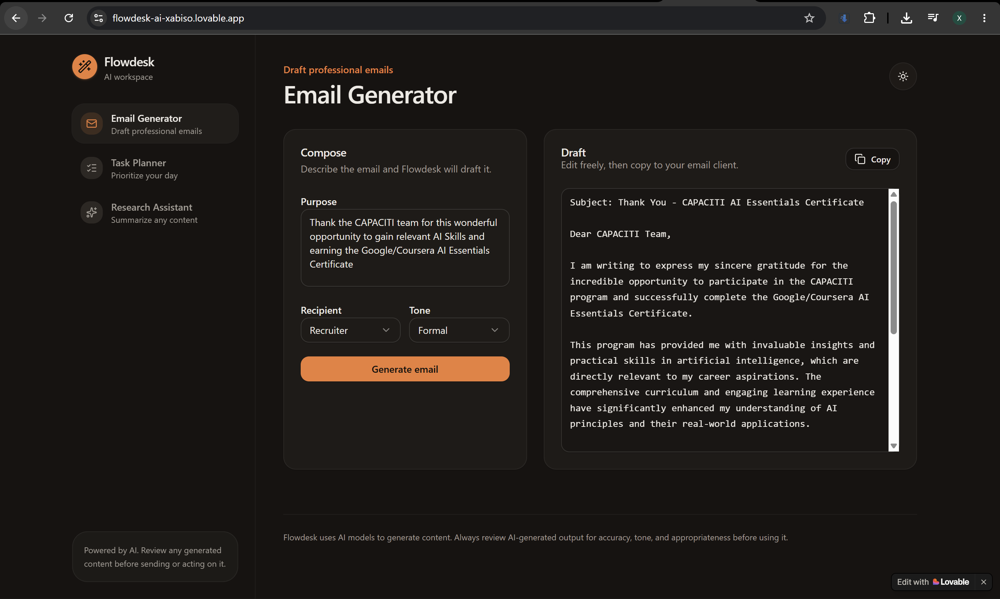 flowdesk-ai-xabiso.lovable.app
X
Flowdesk
AI workspace
Email Generator
Draft professional emails
Task Planner
Prioritize your day
Research Assistant
Summarize any content
Powered by AI. Review any generated
content before sending or acting on it.
Draft professional emails
Email Generator
Compose
Describe the email and Flowdesk will draft it.
Purpose
Thank the CAPACITI team for this wonderful
opportunity to gain relevant AI Skills and
earning the Google/Coursera AI Essentials
Certificate
Recipient
Tone
Recruiter
Formal
Generate email
Draft
Edit freely, then copy to your email client.
Copy
Subject: Thank You - CAPACITI AI Essentials Certificate
Dear CAPACITI Team,
I am writing to express my sincere gratitude for the
incredible opportunity to participate in the CAPACITI
program and successfully complete the Google/Coursera AI
Essentials Certificate.
This program has provided me with invaluable insights and
practical skills in artificial intelligence, which are
directly relevant to my career aspirations. The
comprehensive curriculum and engaging learning experience
have significantly enhanced my understanding of AI
principles and their real-world applications.
Flowdesk uses AI models to generate content. Always review AI-generated output for accuracy, tone, and appropriateness before using it.
Edit with Lovable